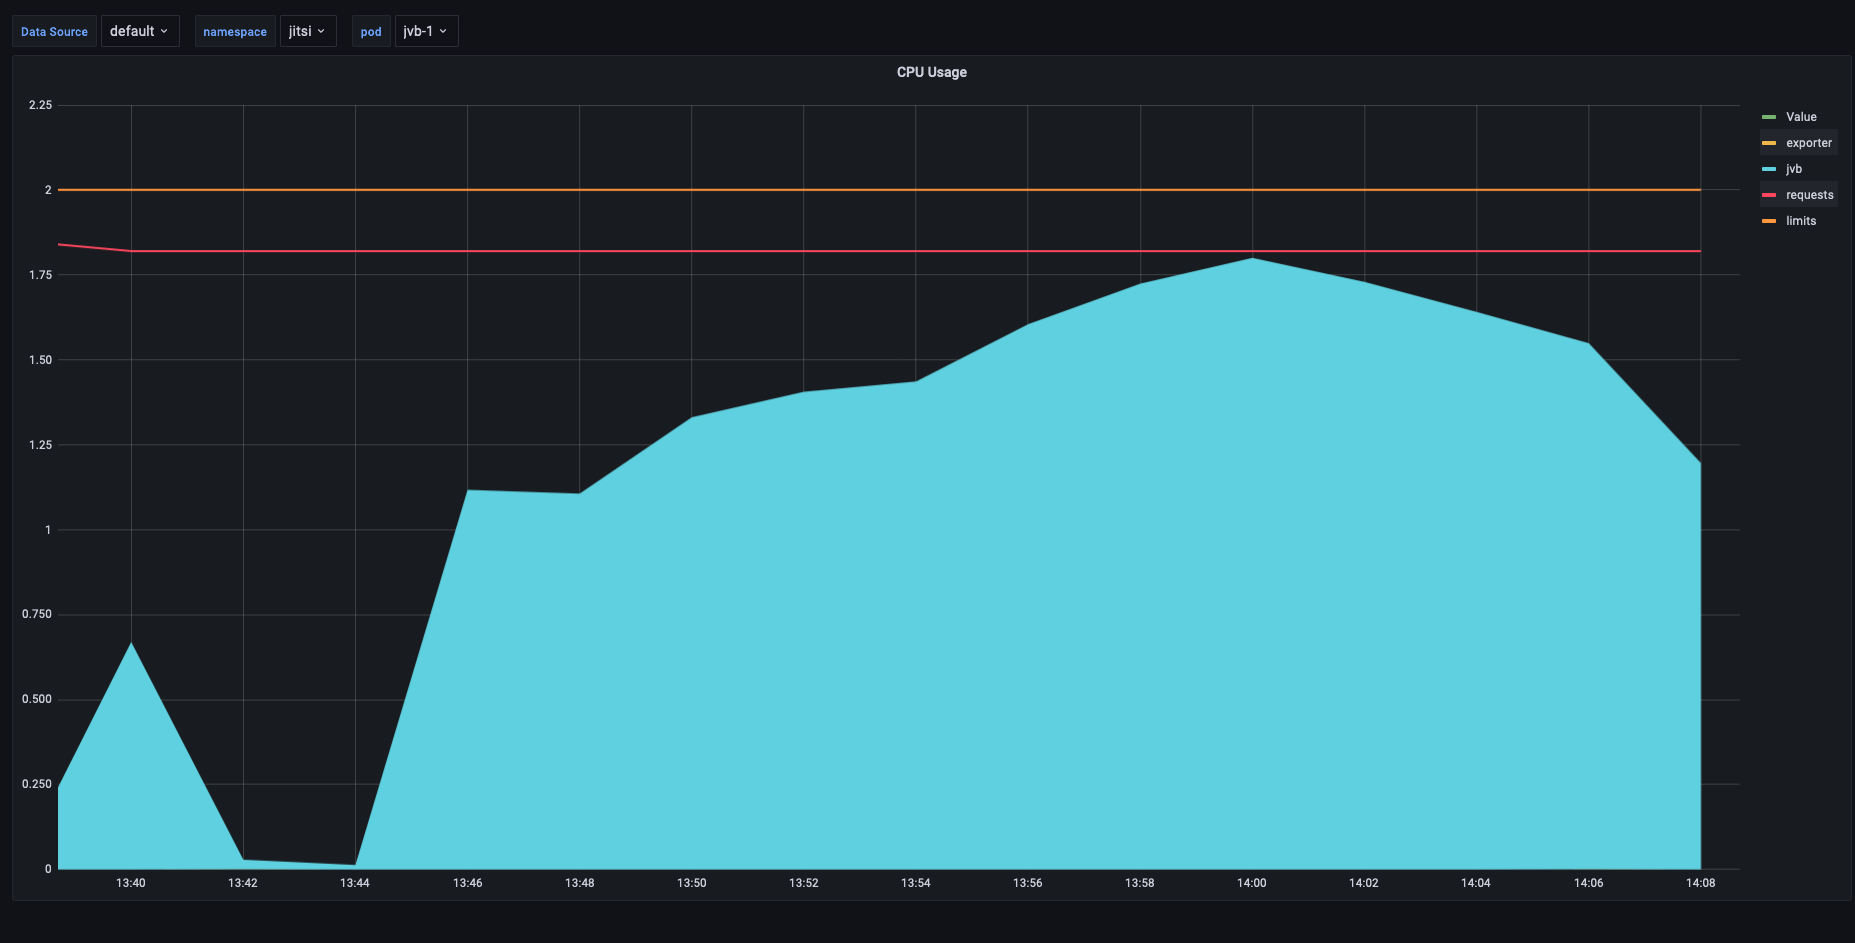 Data Source default namespace jitsi pod jvb-1
CPU Usage
2.25
2
1.75
1.50
1.25
1
0.750
0.500
0.250
0
13:40 13:42 13:44 13:46 13:48 13:50 13:52 13:54 13:56 13:58 14:00 14:02 14:04 14:06 14:08
Value
exporter
jvb
requests
limits